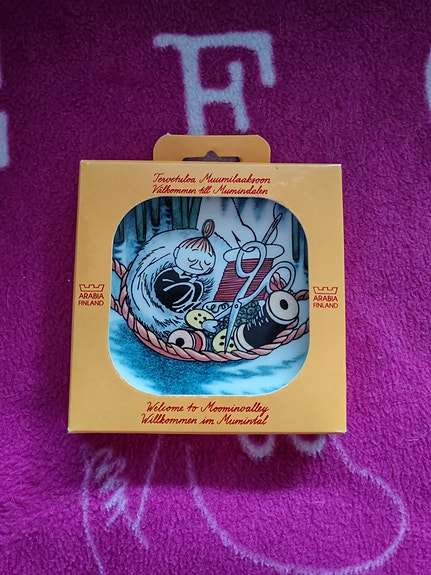 F
Tervetuloa Muumilaaksoon
Välkommen till Mumindalen
ARABIA
FINLAND
ARABIA
FINLAND
Welcome to Moominvalley
Willkommen im Mumintal